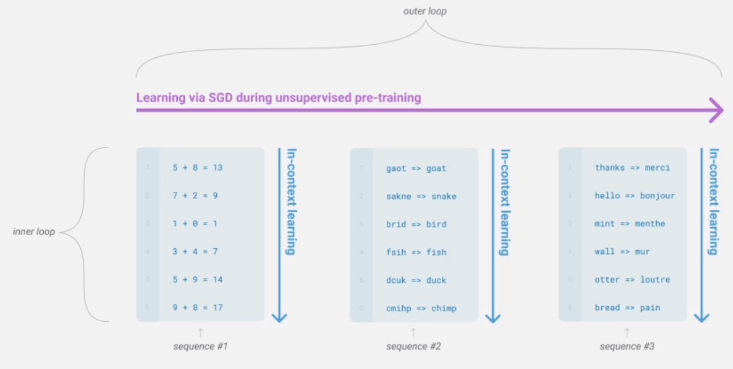 outer loop
Learning via SGD during unsupervised pre-training
inner loop
5 + 8 = 13
7 + 2 = 9
1 + 0 = 1
3 + 4 = 7
5 + 9 = 14
9 + 8 = 17
In-context learning
sequence #1
gaot => goat
sakne => snake
brid => bird
fsih => fish
dcuk => duck
cmihp => chimp
In-context learning
sequence #2
thanks => merci
hello => bonjour
mint => menthe
wall => mur
otter => loutre
bread => pain
In-context learning
sequence #3